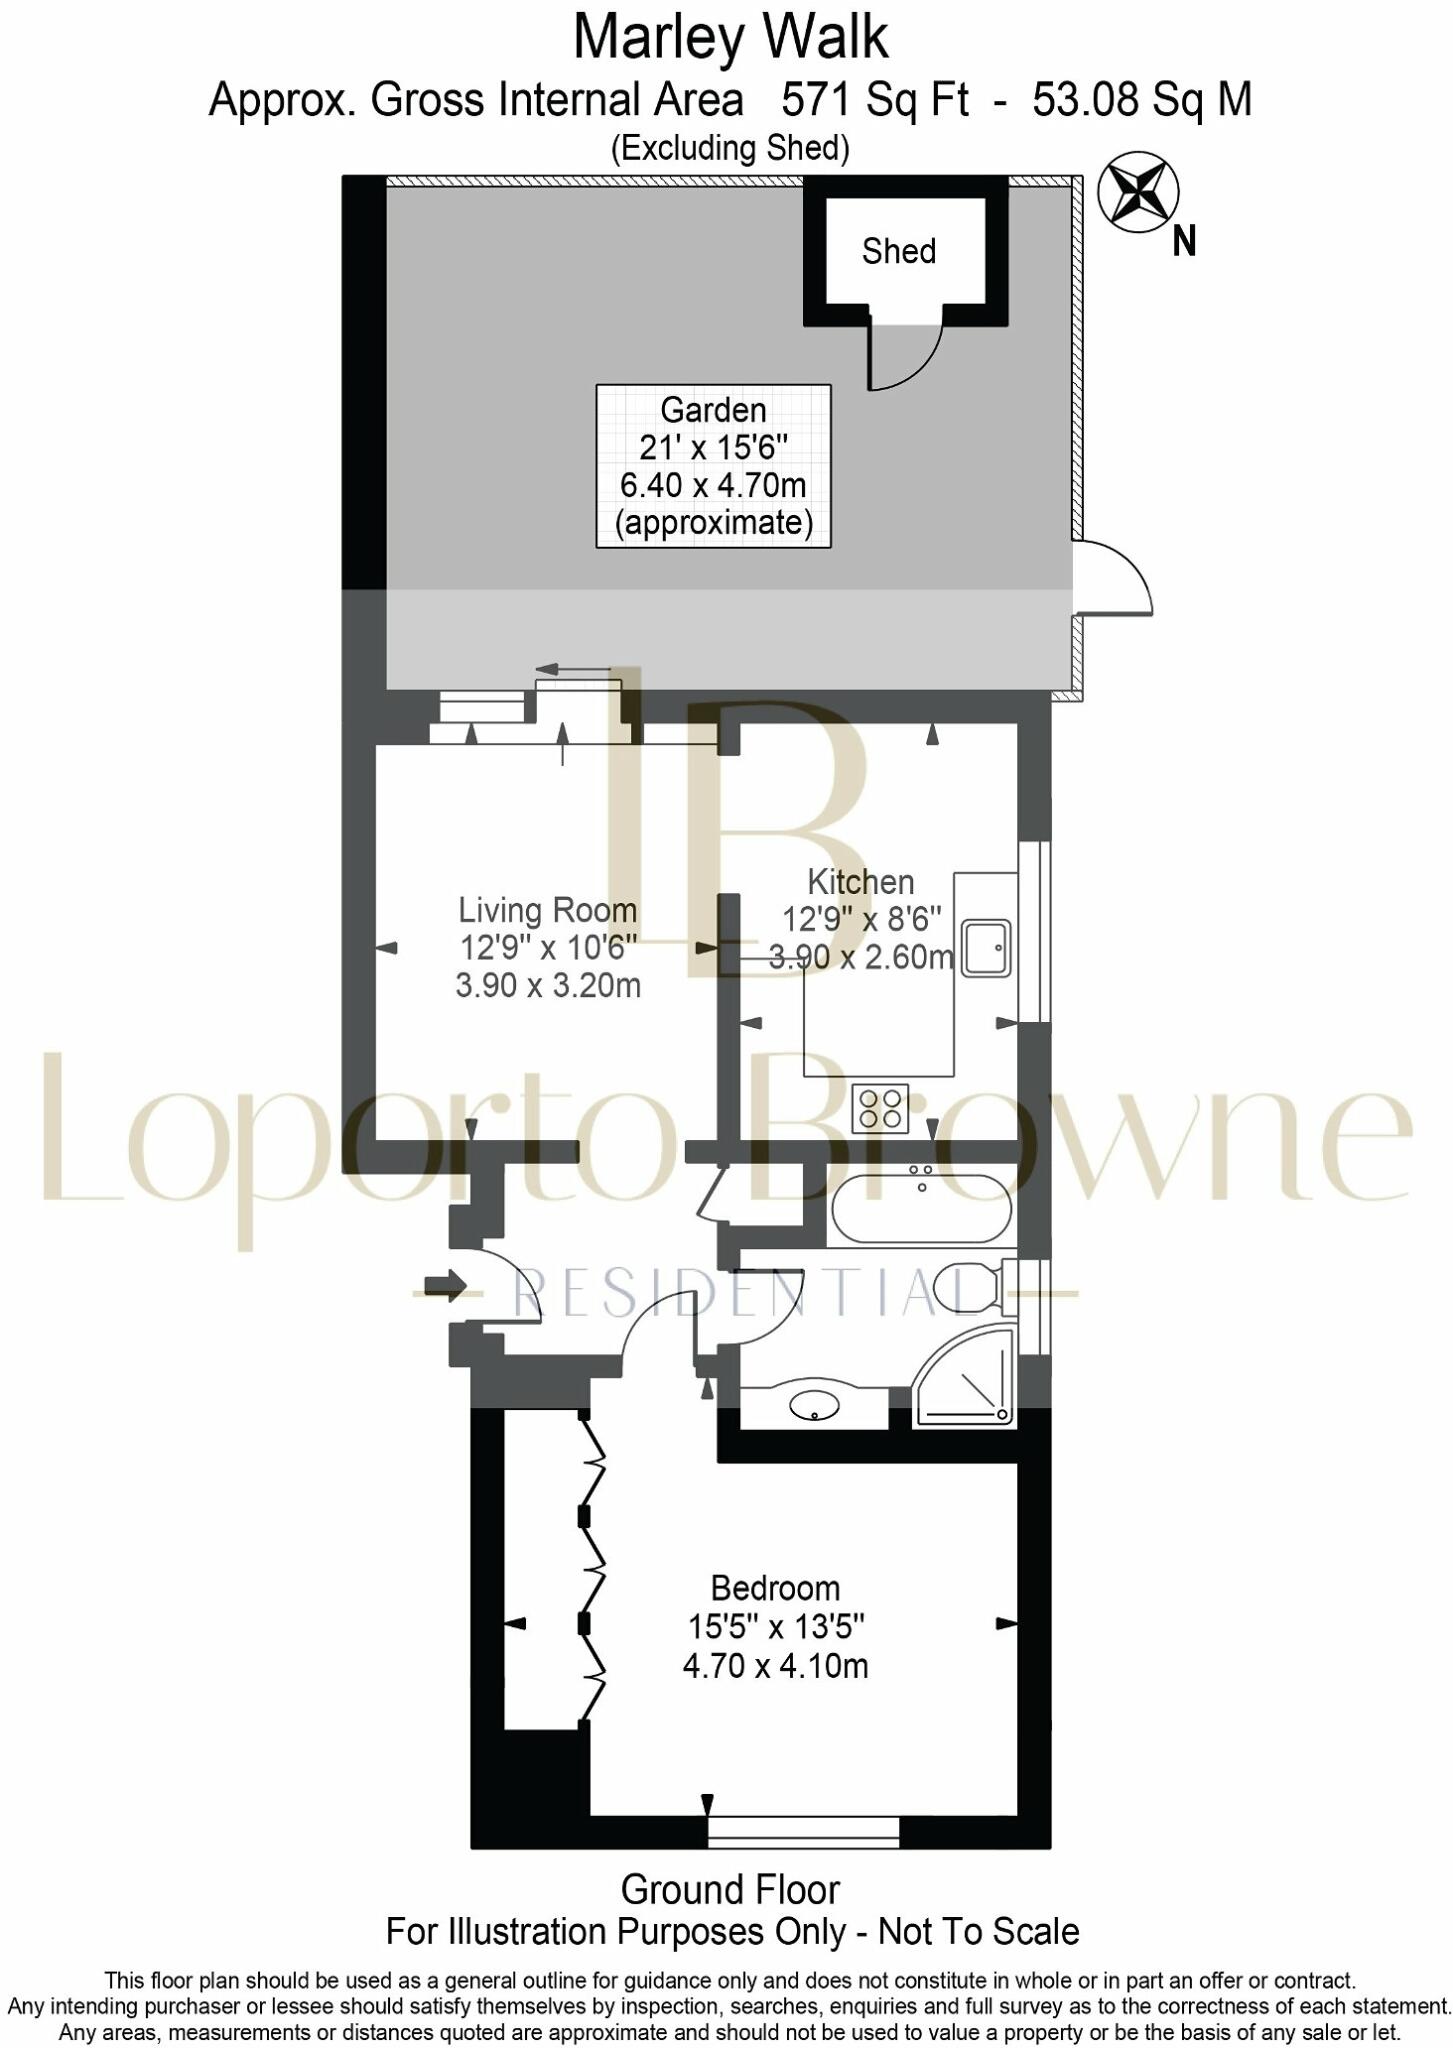 Marley Walk
Approx. Gross Internal Area 571 Sq Ft - 53.08 Sq M
(Excluding Shed)
N
Shed
Garden
21' x 15'6"
6.40 x 4.70m
(approximate)
Kitchen
12'9" x 8'6"
3.90 x 2.60m
Living Room
12'9" x 10'6"
3.90 x 3.20m
LB
Loporto Browne
RESIDENTIAL
Bedroom
15'5" x 13'5"
4.70 x 4.10m
Ground Floor
For Illustration Purposes Only - Not To Scale
This floor plan should be used as a general outline for guidance only and does not constitute in whole or in part an offer or contract.
Any intending purchaser or lessee should satisfy themselves by inspection, searches, enquiries and full survey as to the correctness of each statement.
Any areas, measurements or distances quoted are approximate and should not be used to value a property or be the basis of any sale or let.